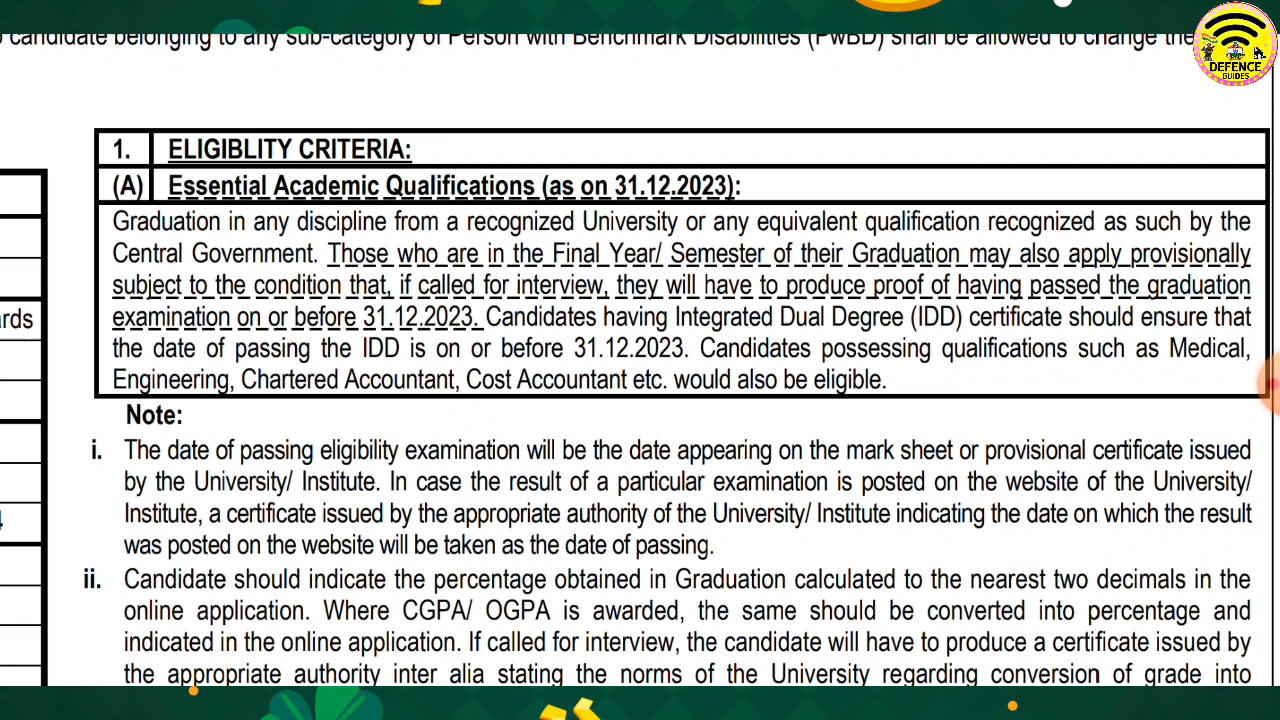 candidate belonging to any sub-category of Person with Benchmark Disabilities (PwBD) shall be allowed to change the
DEFENCE
GUIDES
1. ELIGIBLITY CRITERIA:
(A) Essential Academic Qualifications (as on 31.12.2023):
Graduation in any discipline from a recognized University or any equivalent qualification recognized as such by the
Central Government. Those who are in the Final Year/ Semester of their Graduation may also apply provisionally
subject to the condition that, if called for interview, they will have to produce proof of having passed the graduation
examination on or before 31.12.2023. Candidates having Integrated Dual Degree (IDD) certificate should ensure that
the date of passing the IDD is on or before 31.12.2023. Candidates possessing qualifications such as Medical,
Engineering, Chartered Accountant, Cost Accountant etc. would also be eligible.
Note:
i. The date of passing eligibility examination will be the date appearing on the mark sheet or provisional certificate issued
by the University/ Institute. In case the result of a particular examination is posted on the website of the University/
Institute, a certificate issued by the appropriate authority of the University/ Institute indicating the date on which the result
was posted on the website will be taken as the date of passing.
ii. Candidate should indicate the percentage obtained in Graduation calculated to the nearest two decimals in the
online application. Where CGPA/ OGPA is awarded, the same should be converted into percentage and
indicated in the online application. If called for interview, the candidate will have to produce a certificate issued by
the appropriate authority inter alia stating the norms of the University regarding conversion of grade into
rds